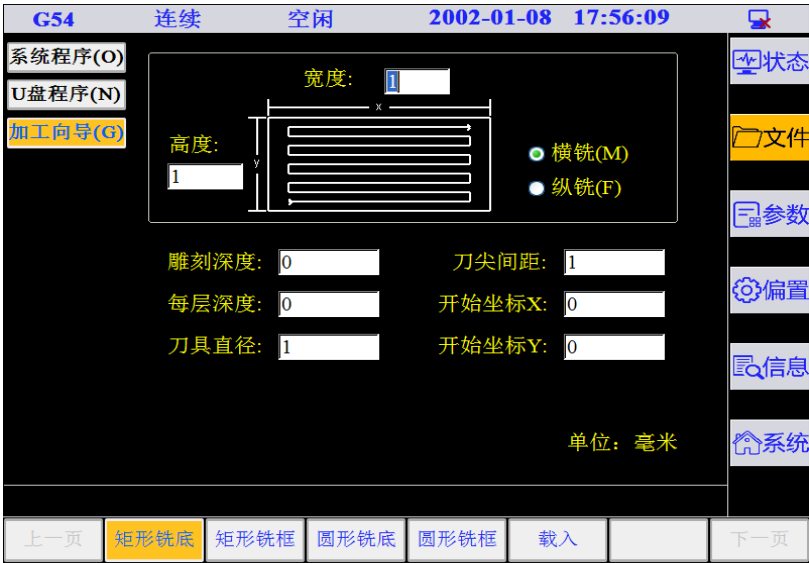 G54 连续 空闲 2002-01-08 17:56:09
系统程序(O)
U盘程序(N)
加工向导(G)
宽度: 1
x
高度:
1
y
横铣(M)
纵铣(F)
雕刻深度: 0 刀尖间距: 1
每层深度: 0 开始坐标X: 0
刀具直径: 1 开始坐标Y: 0
单位：毫米
状态
文件
参数
偏置
信息
系统
上一页 矩形铣底 矩形铣框 圆形铣底 圆形铣框 载入 下一页